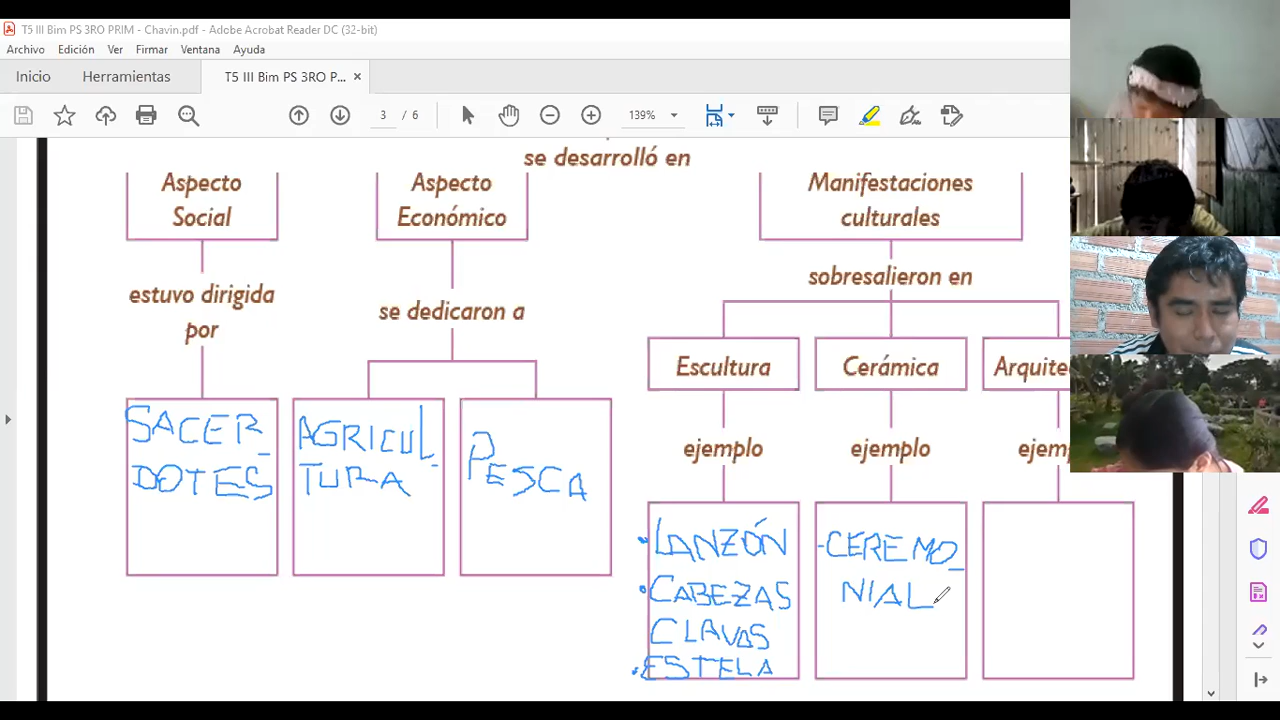 T5 III Bim PS 3RO PRIM - Chavin.pdf - Adobe Acrobat Reader DC (32-bit)
Archivo Edición Ver Firmar Ventana Ayuda
Inicio Herramientas T5 III Bim PS 3RO P... ×
3 / 6 139%
se desarrolló en
Aspecto
Social
Aspecto
Económico
Manifestaciones
culturales
estuvo dirigida
por
se dedicaron a
sobresalieron en
Escultura
Cerámica
Arquite
ejemplo
ejemplo
ejem
SACER-
DOTES
AGRICUL-
TURA
PESCA
• LANZÓN
• CABEZAS
CLAVAS
• ESTELA
- CEREMO-
NIAL